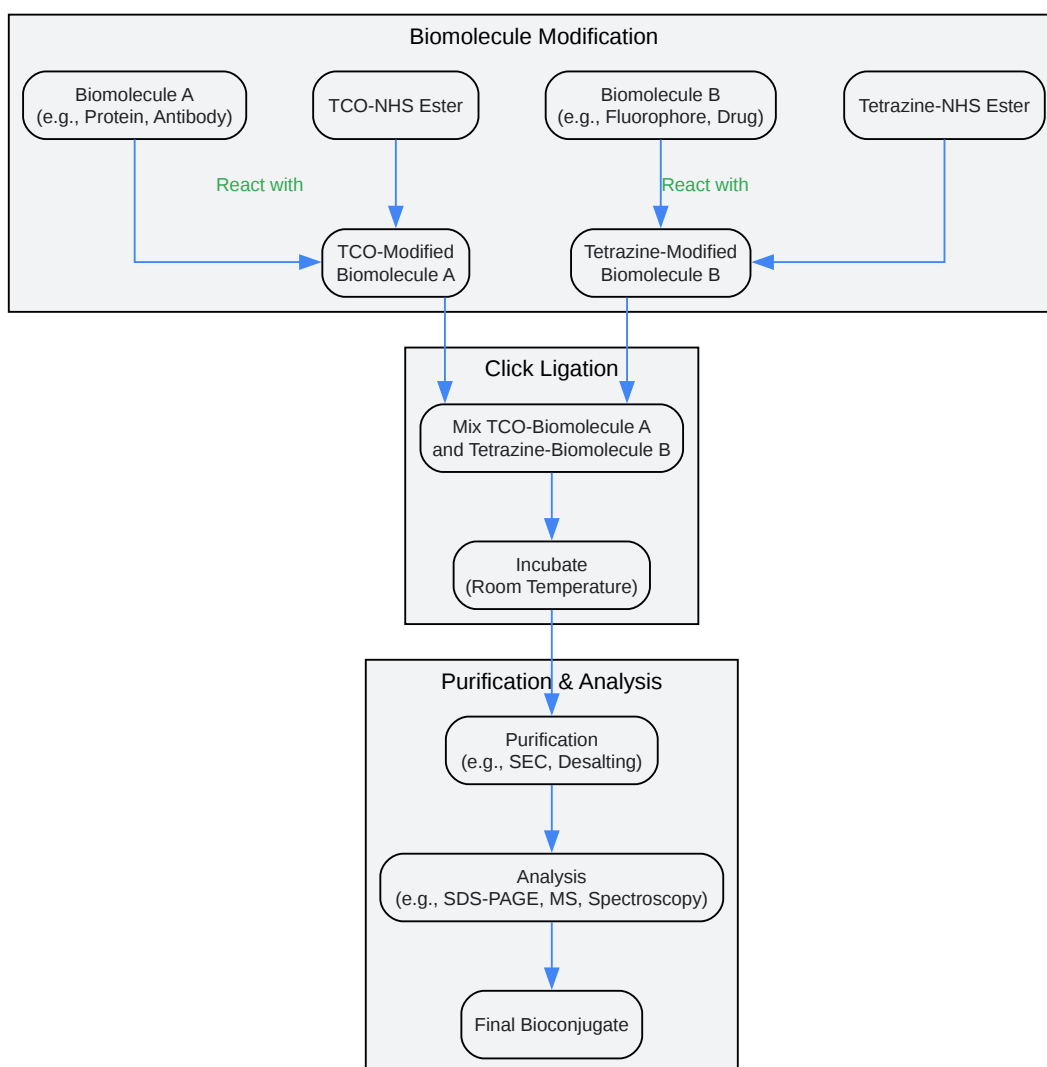 Biomolecule Modification
Biomolecule A
(e.g., Protein, Antibody)
TCO-NHS Ester
Biomolecule B
(e.g., Fluorophore, Drug)
Tetrazine-NHS Ester
React with
React with
TCO-Modified
Biomolecule A
Tetrazine-Modified
Biomolecule B
Click Ligation
Mix TCO-Biomolecule A
and Tetrazine-Biomolecule B
Incubate
(Room Temperature)
Purification & Analysis
Purification
(e.g., SEC, Desalting)
Analysis
(e.g., SDS-PAGE, MS, Spectroscopy)
Final Bioconjugate